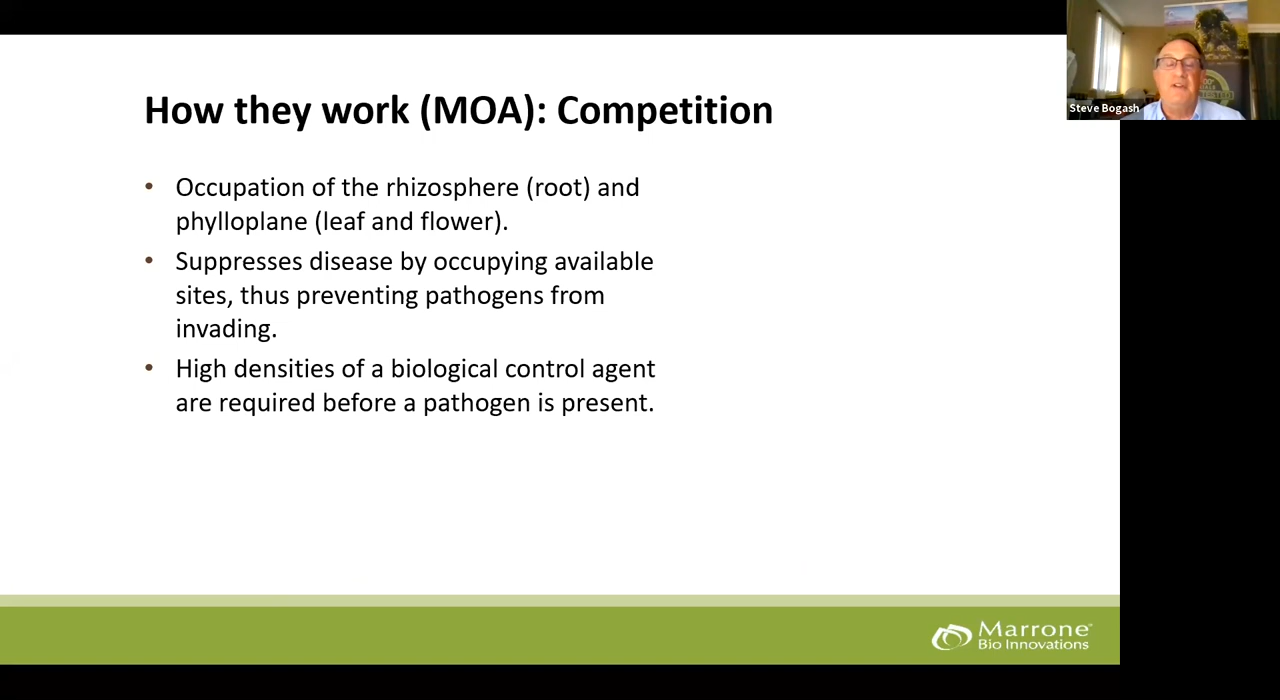 How they work (MOA): Competition
• Occupation of the rhizosphere (root) and
phylloplane (leaf and flower).
• Suppresses disease by occupying available
sites, thus preventing pathogens from
invading.
• High densities of a biological control agent
are required before a pathogen is present.
Steve Bogash
Marrone
Bio Innovations